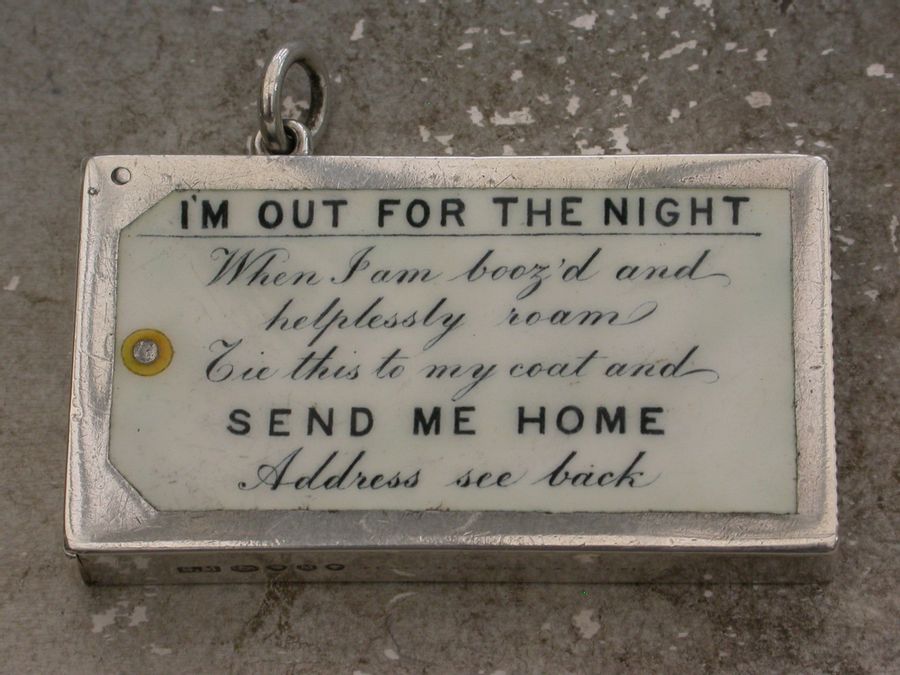 I'M OUT FOR THE NIGHT
When I am booz'd and
helplessly roam
Tie this to my coat and
SEND ME HOME
Address see back